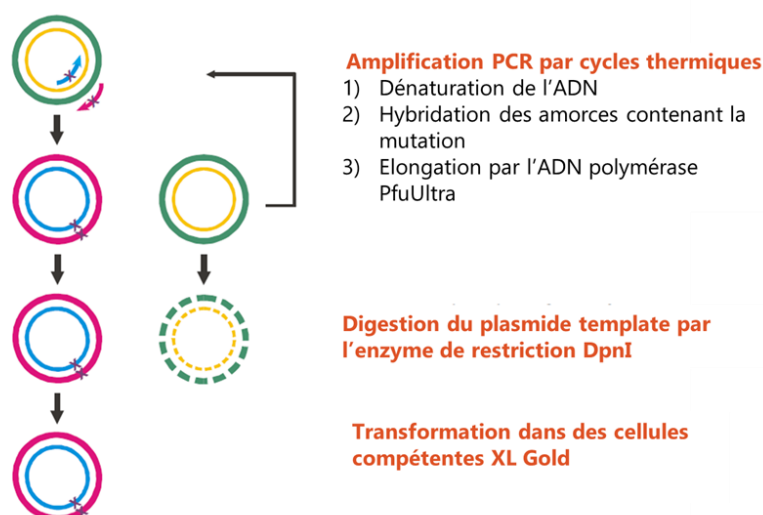 Amplification PCR par cycles thermiques
1) Dénaturation de l'ADN
2) Hybridation des amorces contenant la
mutation
3) Elongation par l'ADN polymérase
PfuUltra
Digestion du plasmide template par
l'enzyme de restriction DpnI
Transformation dans des cellules
compétentes XL Gold